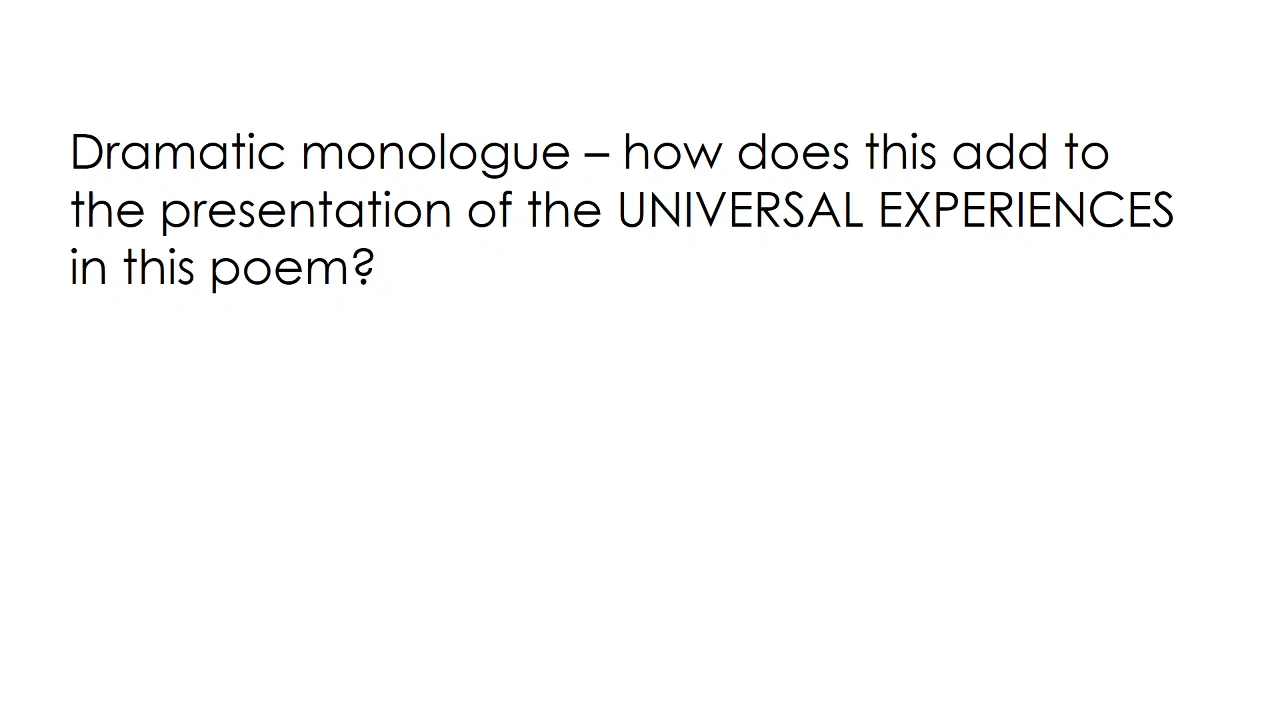 Dramatic monologue – how does this add to
the presentation of the UNIVERSAL EXPERIENCES
in this poem?